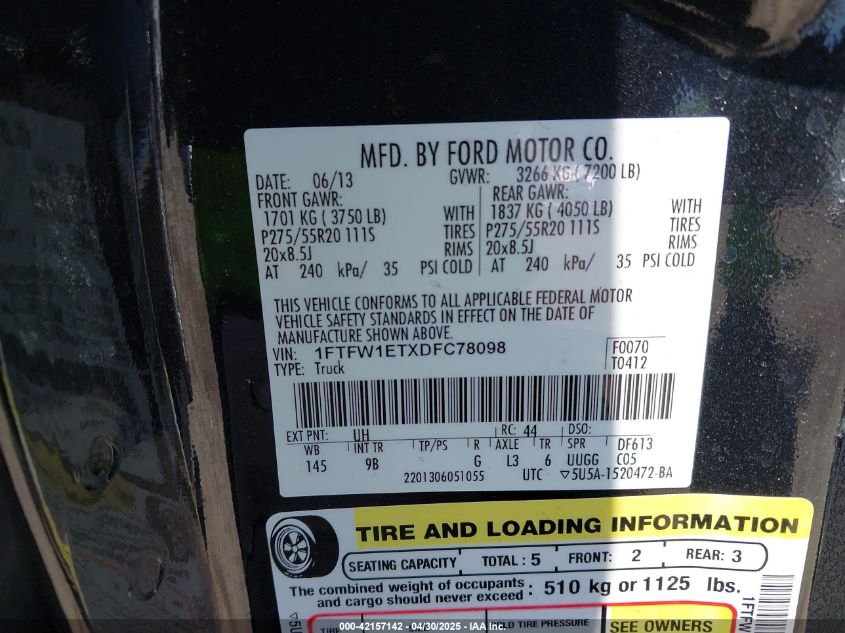 MFD. BY FORD MOTOR CO.
DATE: 06/13 GVWR: 3266 KG (7200 LB)
FRONT GAWR: REAR GAWR:
1701 KG (3750 LB) WITH 1837 KG (4050 LB) WITH
P275/55R20 111S TIRES P275/55R20 111S TIRES
20x8.5J RIMS 20x8.5J RIMS
AT 240 kPa/ 35 PSI COLD AT 240 kPa/ 35 PSI COLD
THIS VEHICLE CONFORMS TO ALL APPLICABLE FEDERAL MOTOR
VEHICLE SAFETY STANDARDS IN EFFECT ON THE DATE OF
MANUFACTURE SHOWN ABOVE.
VIN: 1FTFW1ETXDFC78098 F0070
TYPE: Truck T0412
EXT PNT: UH RC: 44 DSO:
WB INT TR TP/PS R AXLE TR SPR DF613
145 9B G L3 6 UUGG C05
2201306051055 UTC ▽5U5A-1520472-BA
TIRE AND LOADING INFORMATION
SEATING CAPACITY TOTAL : 5 FRONT: 2 REAR: 3
The combined weight of occupants
and cargo should never exceed : 510 kg or 1125 lbs.
TIRE PRESSURE
SEE OWNERS
1FTFW
000-42157142 - 04/30/2025 - IAA Inc.